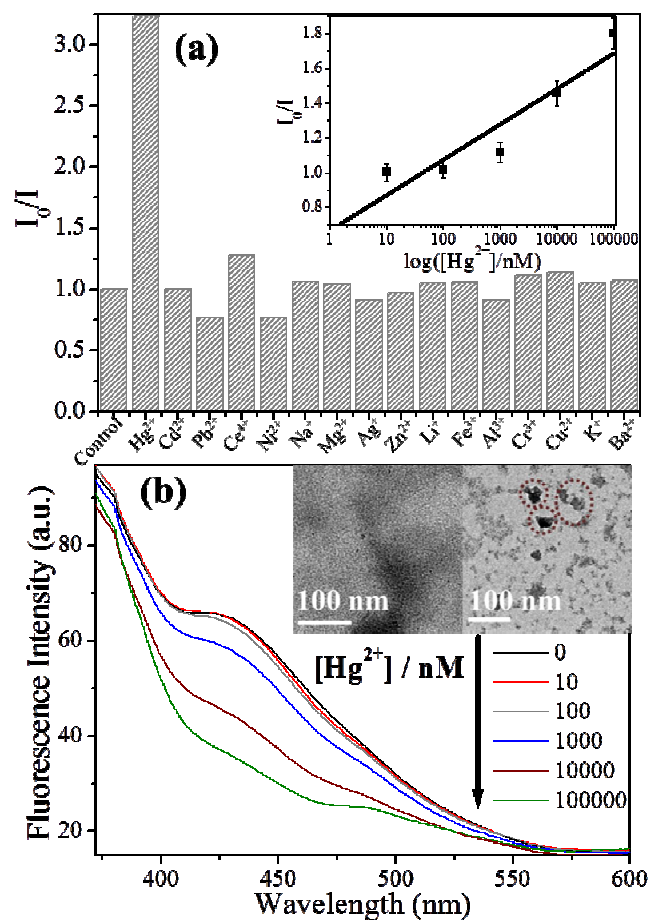 (a)
I₀/I
3.0
2.5
2.0
1.5
1.0
0.5
0.0
I₀/I
1.8
1.6
1.4
1.2
1.0
0.8
1 10 100 1000 10000 100000
log([Hg²⁺]/nM)
Control Hg²⁺ Cd²⁺ Pb²⁺ Ce⁴⁺ Ni²⁺ Na⁺ Mg²⁺ Ag⁺ Zn²⁺ Li⁺ Fe³⁺ Al³⁺ Cr³⁺ Cu²⁺ K⁺ Ba²⁺
(b)
Fluorescence Intensity (a.u.)
80
60
40
20
100 nm
100 nm
[Hg²⁺] / nM
0
10
100
1000
10000
100000
400 450 500 550 600
Wavelength (nm)